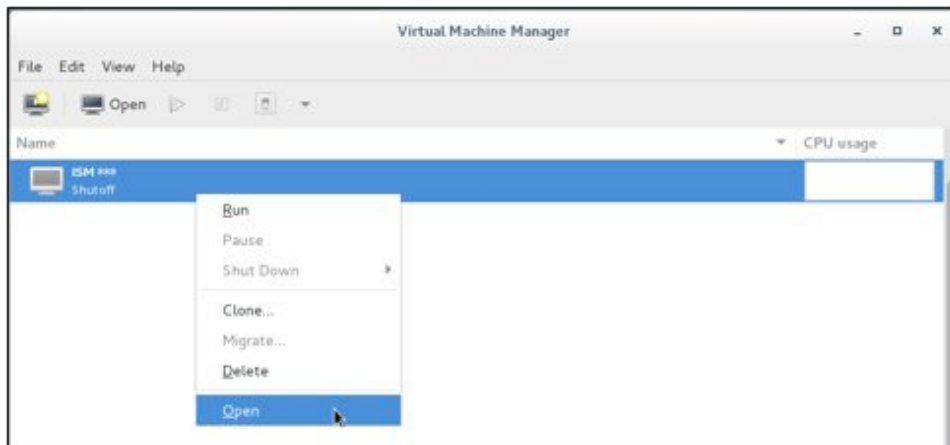 Virtual Machine Manager
File Edit View Help
Open
Name CPU usage
ISM ***
Shutoff
Run
Pause
Shut Down
Clone...
Migrate...
Delete
Open